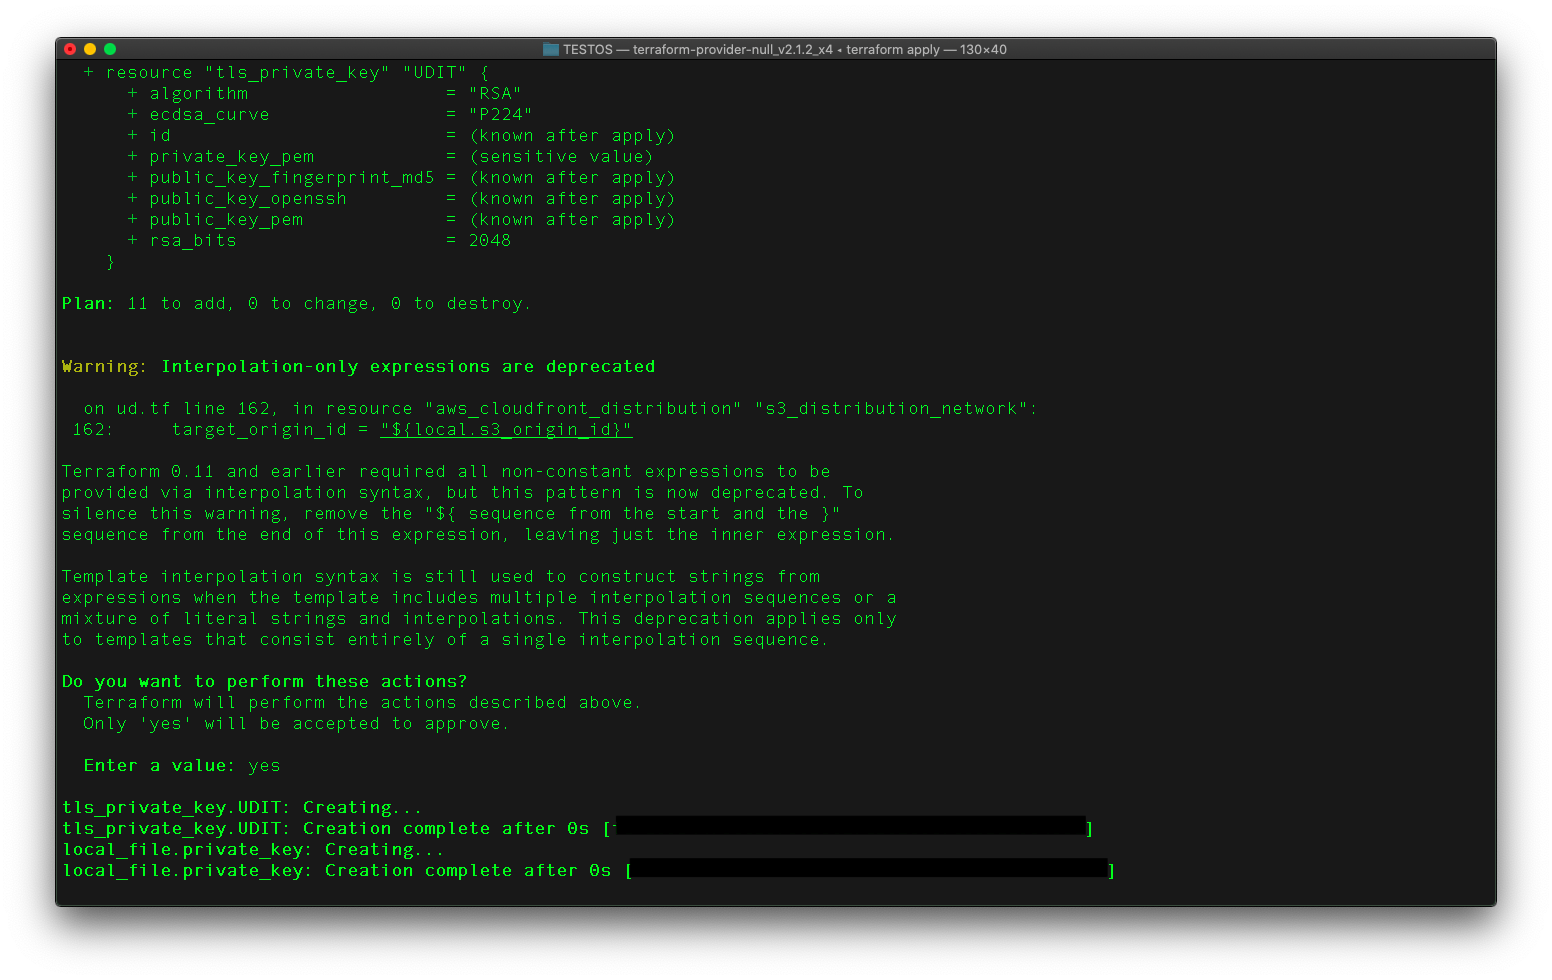 TESTOS — terraform-provider-null_v2.1.2_x4 ◂ terraform apply — 130×40
+ resource "tls_private_key" "UDIT" {
+ algorithm = "RSA"
+ ecdsa_curve = "P224"
+ id = (known after apply)
+ private_key_pem = (sensitive value)
+ public_key_fingerprint_md5 = (known after apply)
+ public_key_openssh = (known after apply)
+ public_key_pem = (known after apply)
+ rsa_bits = 2048
}
Plan: 11 to add, 0 to change, 0 to destroy.
Warning: Interpolation-only expressions are deprecated
on ud.tf line 162, in resource "aws_cloudfront_distribution" "s3_distribution_network":
162: target_origin_id = "${local.s3_origin_id}"
Terraform 0.11 and earlier required all non-constant expressions to be
provided via interpolation syntax, but this pattern is now deprecated. To
silence this warning, remove the "${ sequence from the start and the }"
sequence from the end of this expression, leaving just the inner expression.
Template interpolation syntax is still used to construct strings from
expressions when the template includes multiple interpolation sequences or a
mixture of literal strings and interpolations. This deprecation applies only
to templates that consist entirely of a single interpolation sequence.
Do you want to perform these actions?
Terraform will perform the actions described above.
Only 'yes' will be accepted to approve.
Enter a value: yes
tls_private_key.UDIT: Creating...
tls_private_key.UDIT: Creation complete after 0s [ ]
local_file.private_key: Creating...
local_file.private_key: Creation complete after 0s [ ]